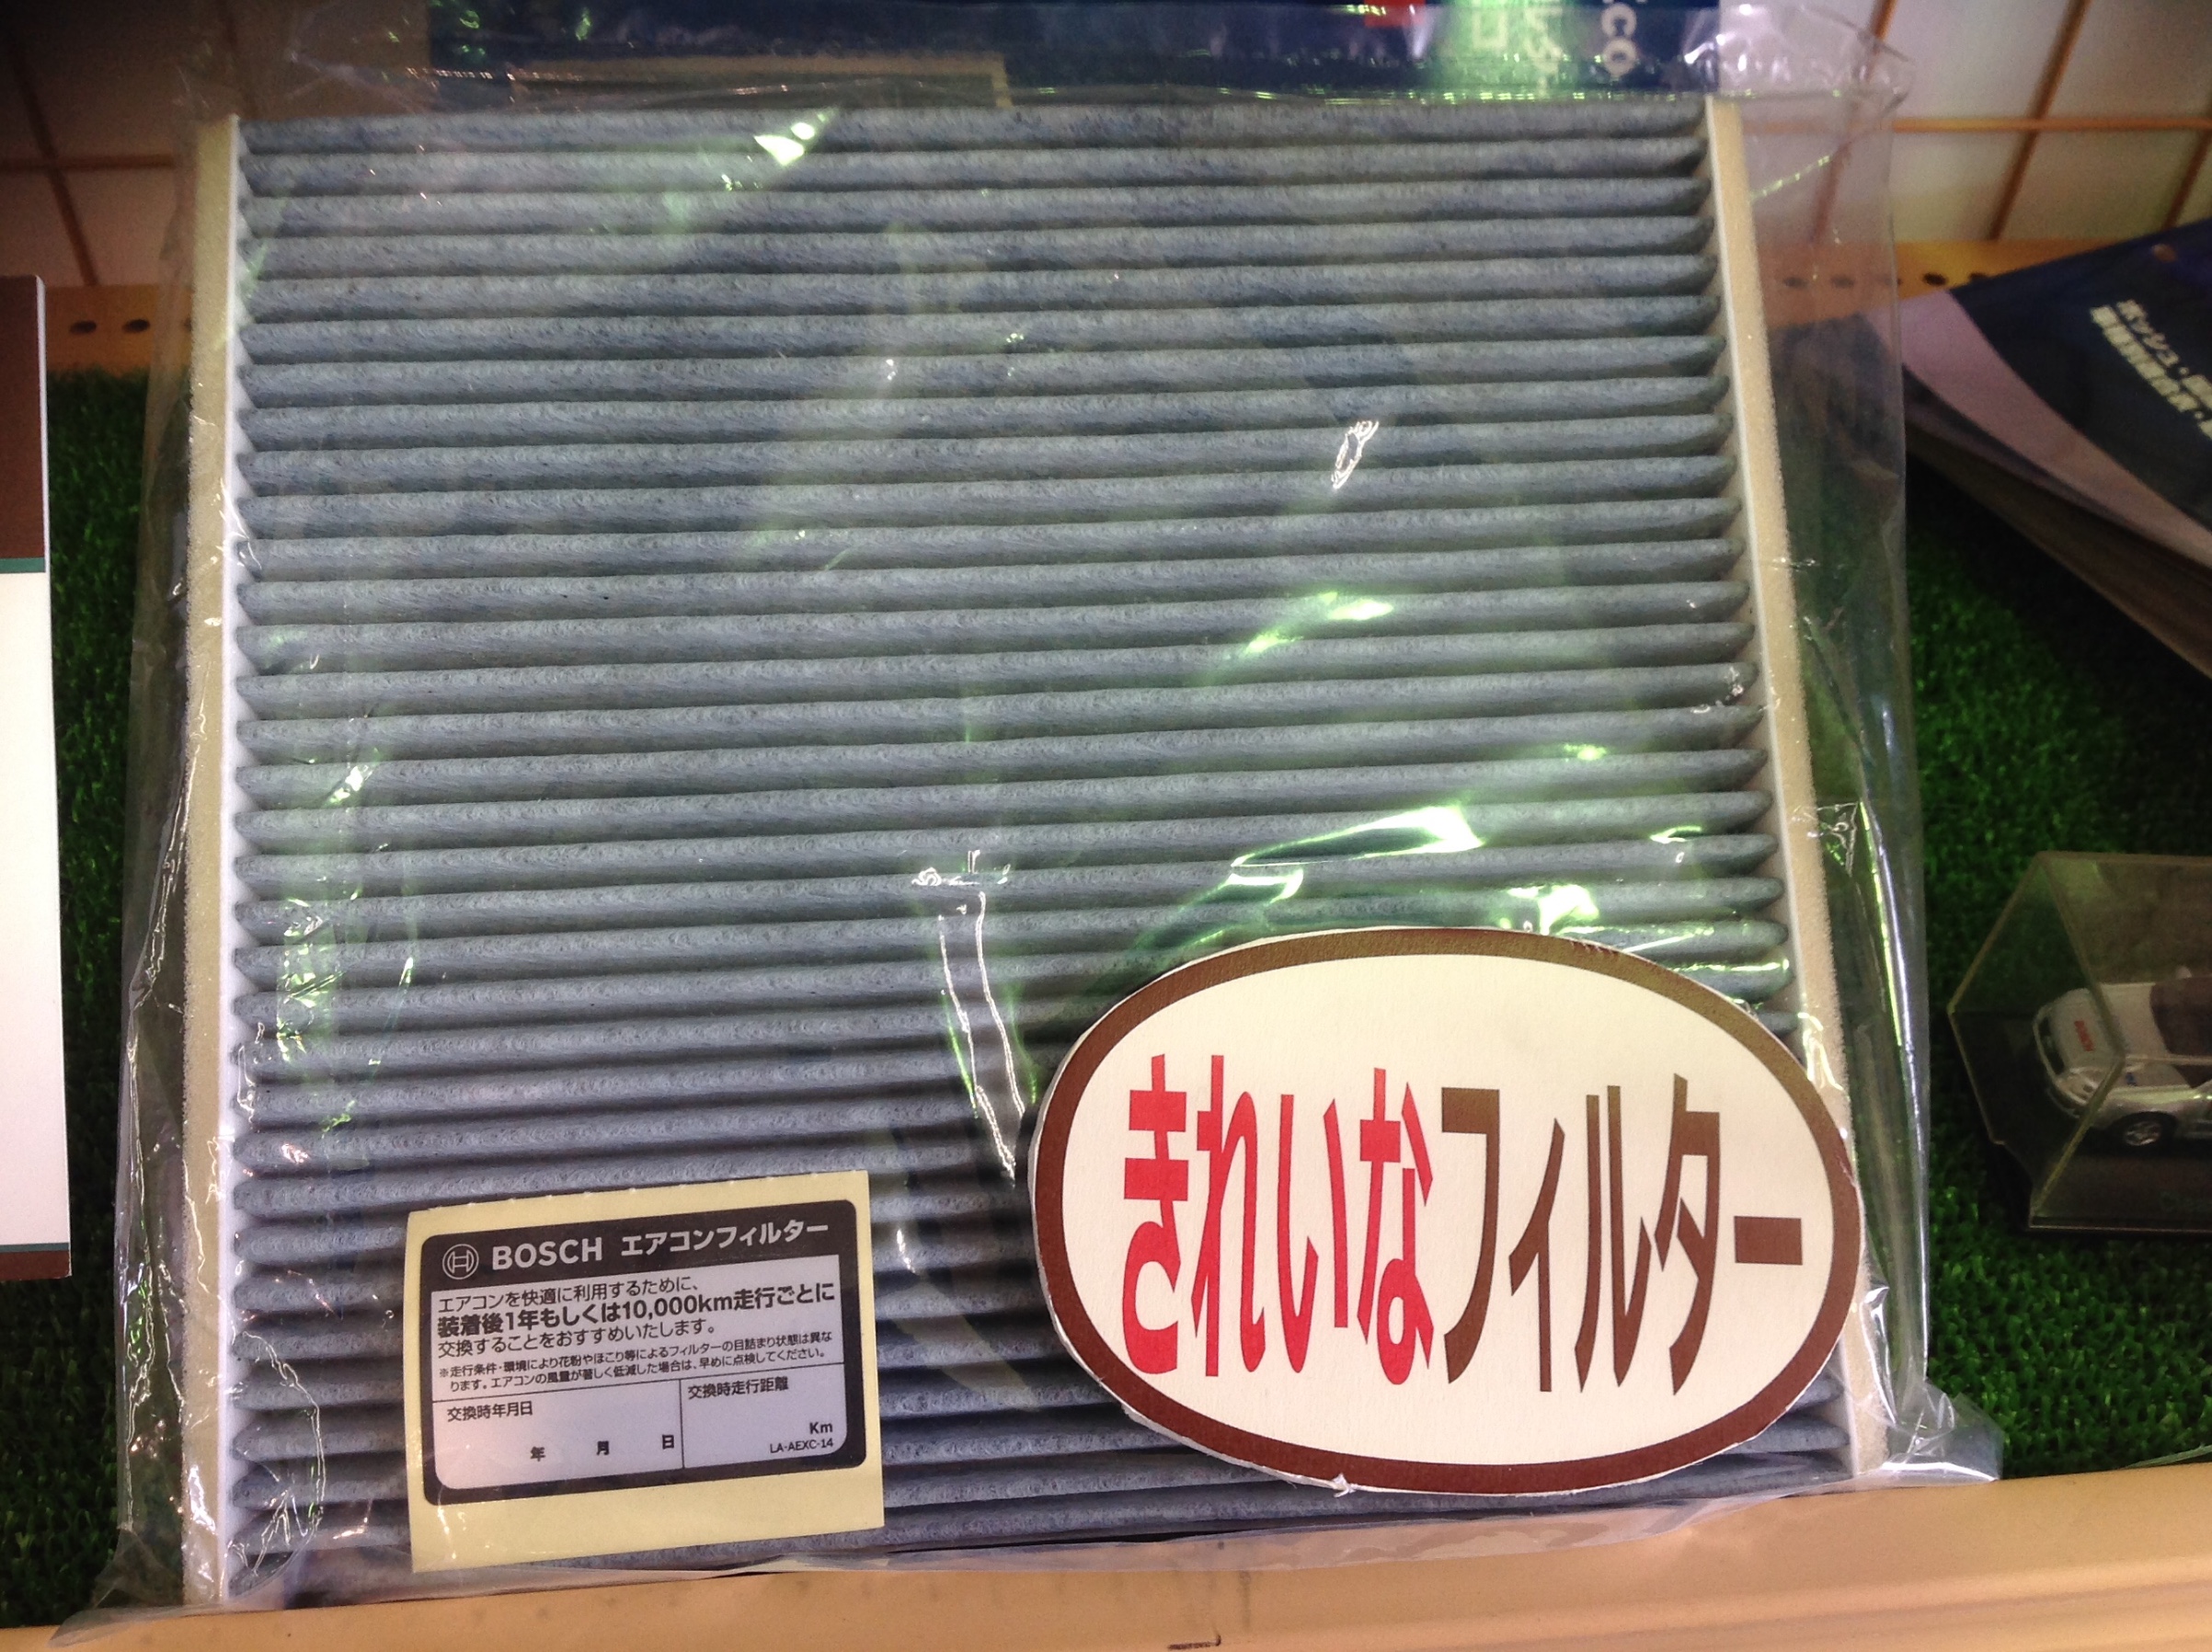 co
ボッシュ・
BOSCH
BOSCH エアコンフィルター
エアコンを快適に利用するために、
装着後1年もしくは10,000km走行ごとに
交換することをおすすめいたします。
※走行条件・環境により花粉やほこり等によるフィルターの目詰まり状態は異な
ります。エアコンの風量が著しく低減した場合は、早めに点検してください。
交換時年月日
年 月 日
交換時走行距離
Km
LA-AEXC-14
きれいなフィルター